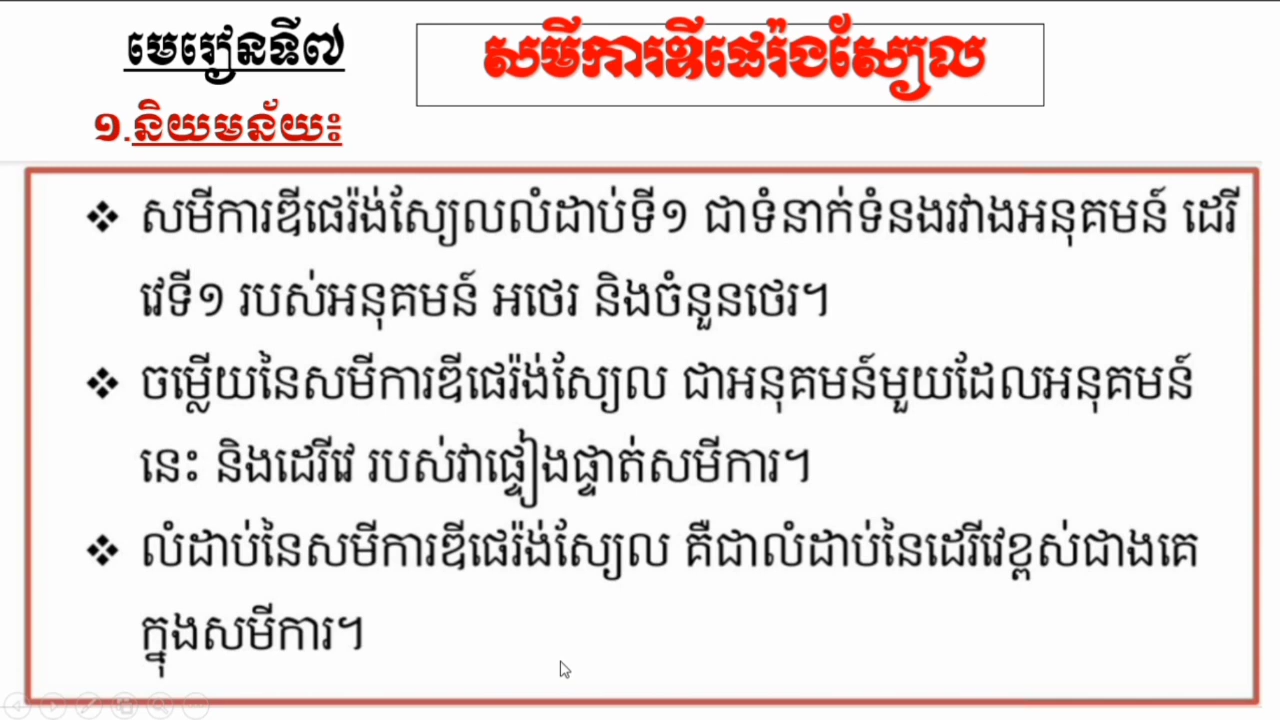 មេរៀនទី៧
សមីការឌីផេរ៉ងស្យែល
១.និយមន័យ៖
❖ សមីការឌីផេរ៉ង់ស្យែលលំដាប់ទី១ ជាទំនាក់ទំនងរវាងអនុគមន៍ ដេរី
វេទី១ របស់អនុគមន៍ អថេរ និងចំនួនថេរ។
❖ ចម្លើយនៃសមីការឌីផេរ៉ង់ស្យែល ជាអនុគមន៍មួយដែលអនុគមន៍
នេះ និងដេរីវេ របស់វាផ្ទៀងផ្ទាត់សមីការ។
❖ លំដាប់នៃសមីការឌីផេរ៉ង់ស្យែល គឺជាលំដាប់នៃដេរីវេខ្ពស់ជាងគេ
ក្នុងសមីការ។